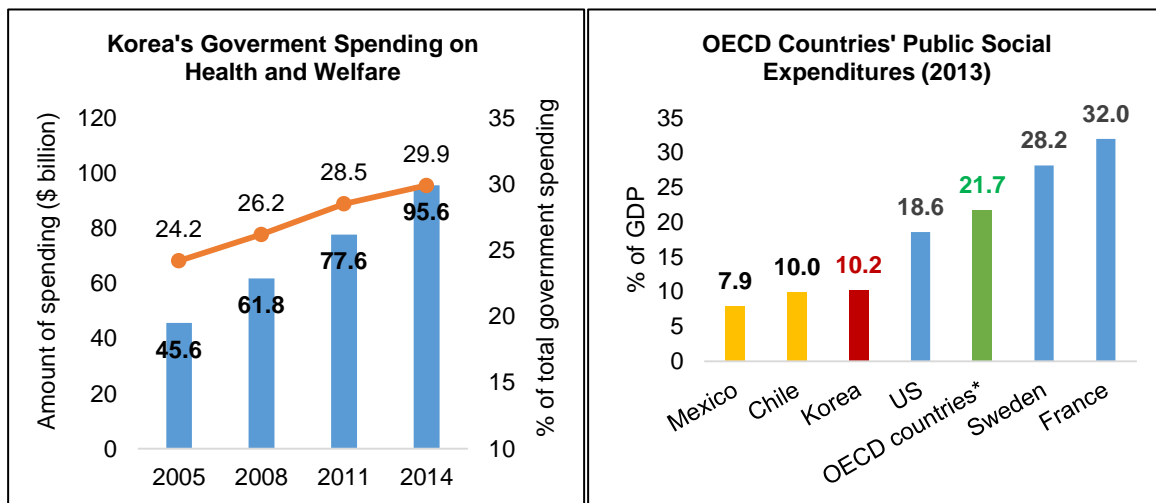 Korea's Goverment Spending on
Health and Welfare
Amount of spending ($ billion)
120
100
80
60
40
20
0
24.2
26.2
28.5
29.9
45.6
61.8
77.6
95.6
35
30
25
20
15
10
% of total government spending
2005 2008 2011 2014
OECD Countries' Public Social
Expenditures (2013)
% of GDP
35
30
25
20
15
10
5
0
7.9
10.0
10.2
18.6
21.7
28.2
32.0
Mexico
Chile
Korea
US
OECD countries*
Sweden
France